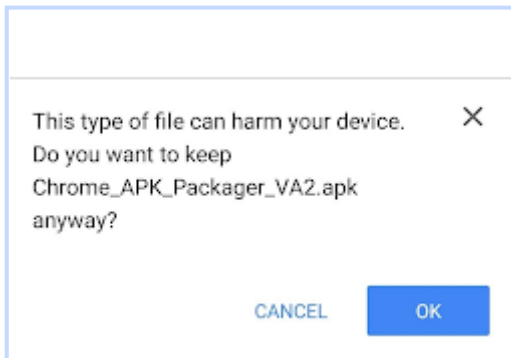 This type of file can harm your device.
Do you want to keep
Chrome_APK_Packager_VA2.apk
anyway?
CANCEL
OK